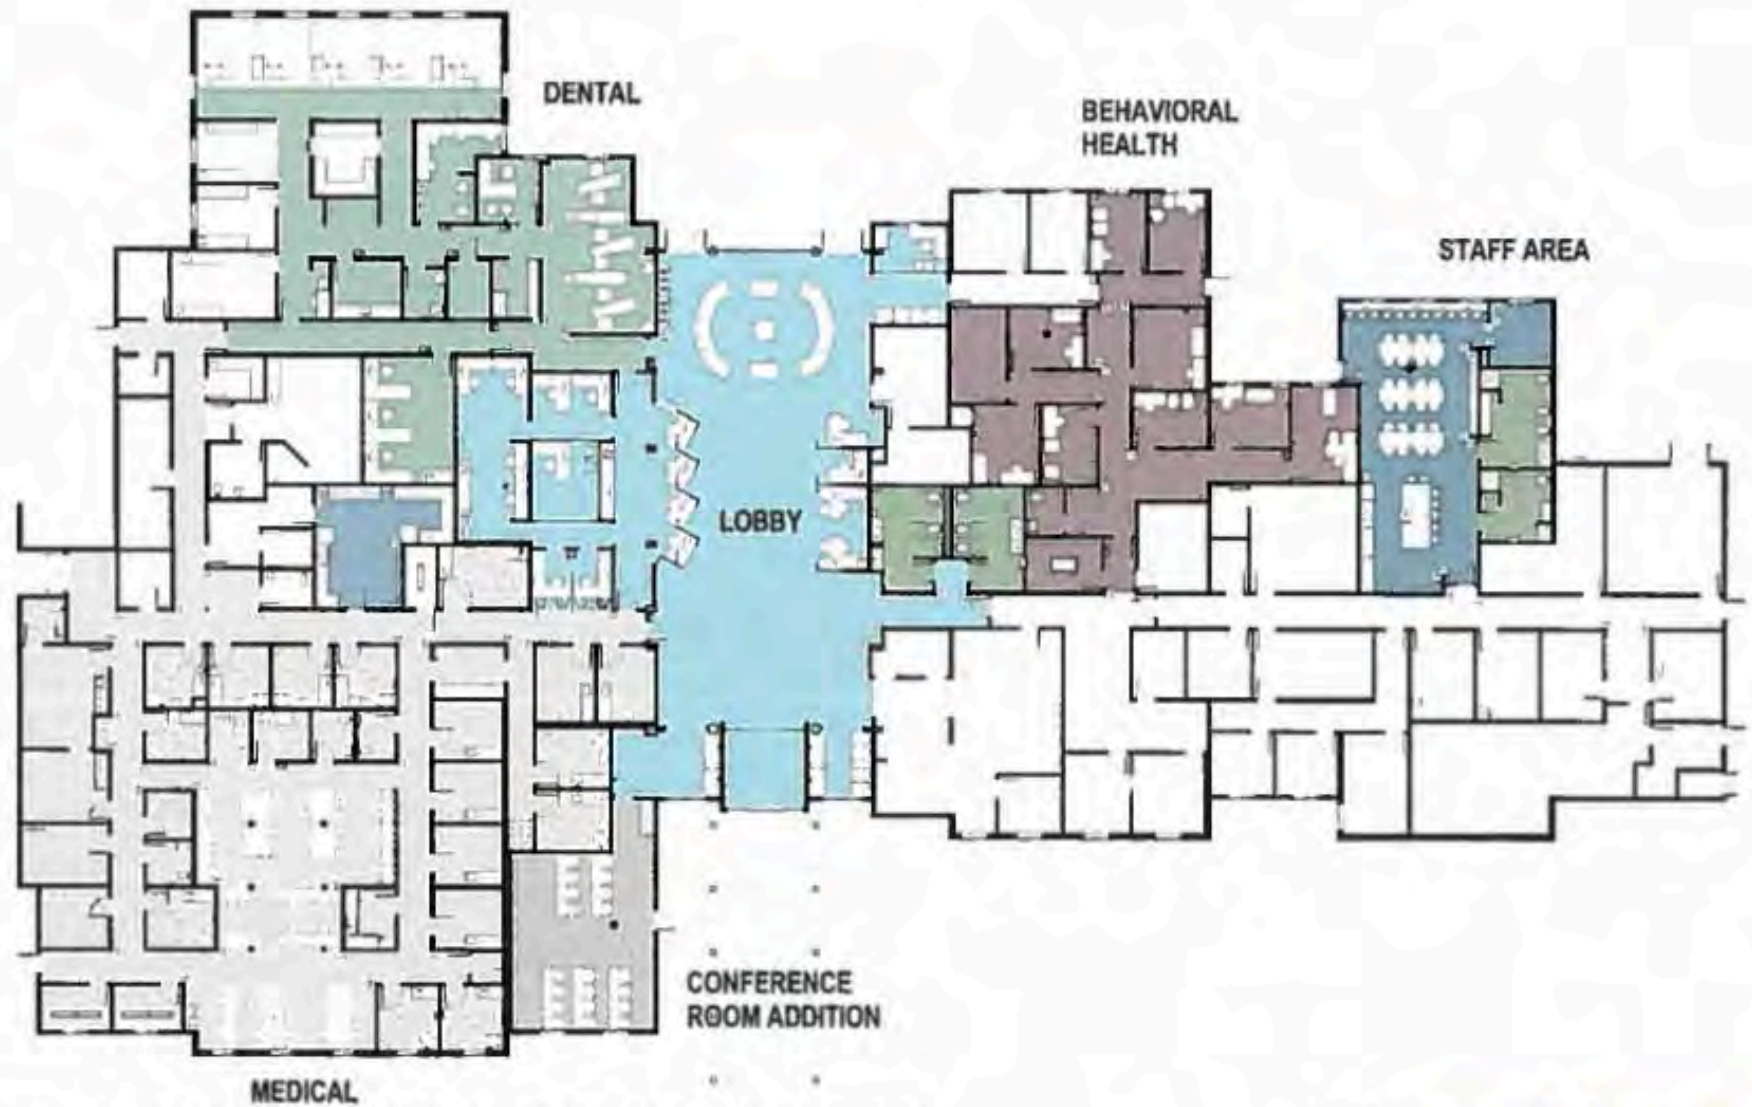 DENTAL
BEHAVIORAL
HEALTH
STAFF AREA
LOBBY
CONFERENCE
ROOM ADDITION
MEDICAL